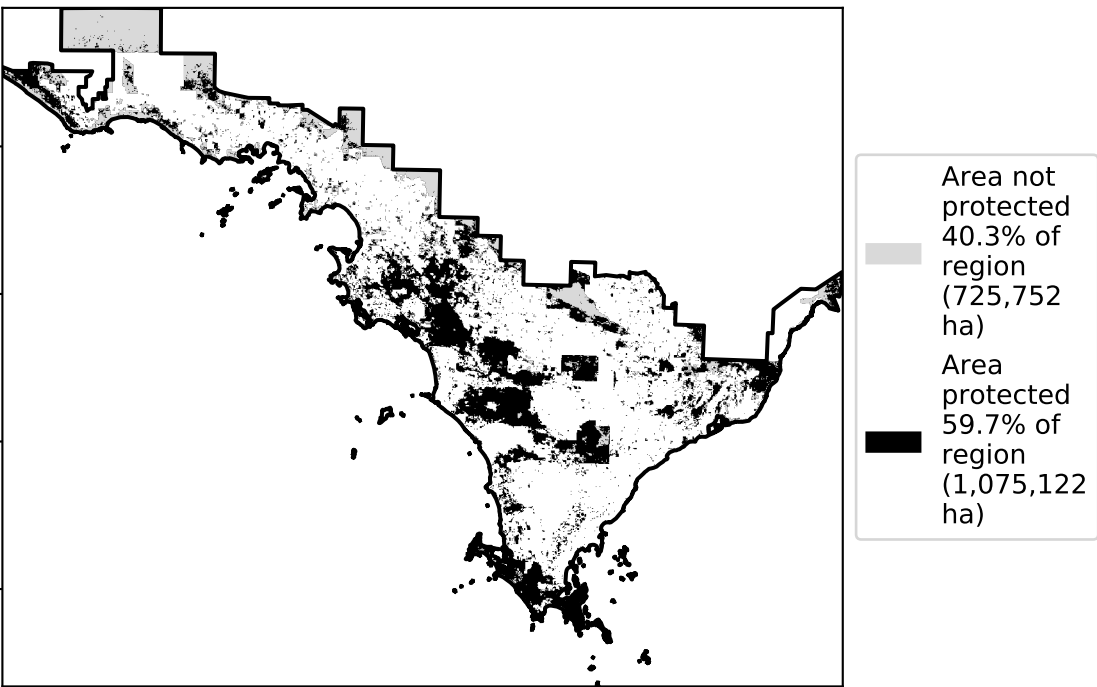 Area not
protected
40.3% of
region
(725,752
ha)
Area
protected
59.7% of
region
(1,075,122
ha)